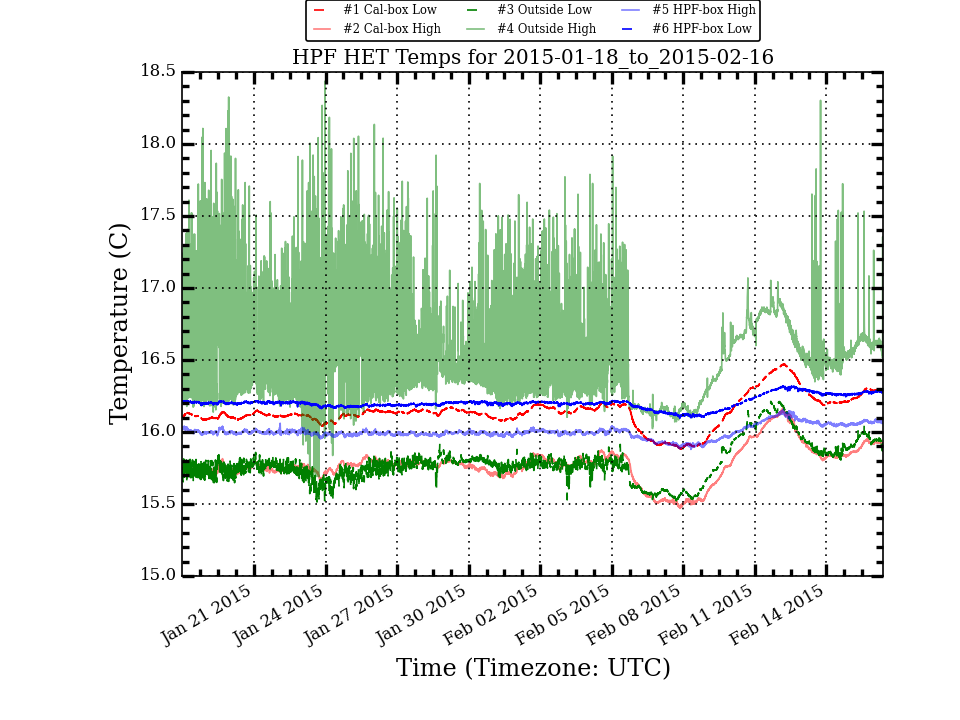 #1 Cal-box Low #3 Outside Low #5 HPF-box High
#2 Cal-box High #4 Outside High #6 HPF-box Low
HPF HET Temps for 2015-01-18_to_2015-02-16
18.5
18.0
17.5
17.0
16.5
16.0
15.5
15.0
Temperature (C)
Jan 21 2015 Jan 24 2015 Jan 27 2015 Jan 30 2015 Feb 02 2015 Feb 05 2015 Feb 08 2015 Feb 11 2015 Feb 14 2015
Time (Timezone: UTC)